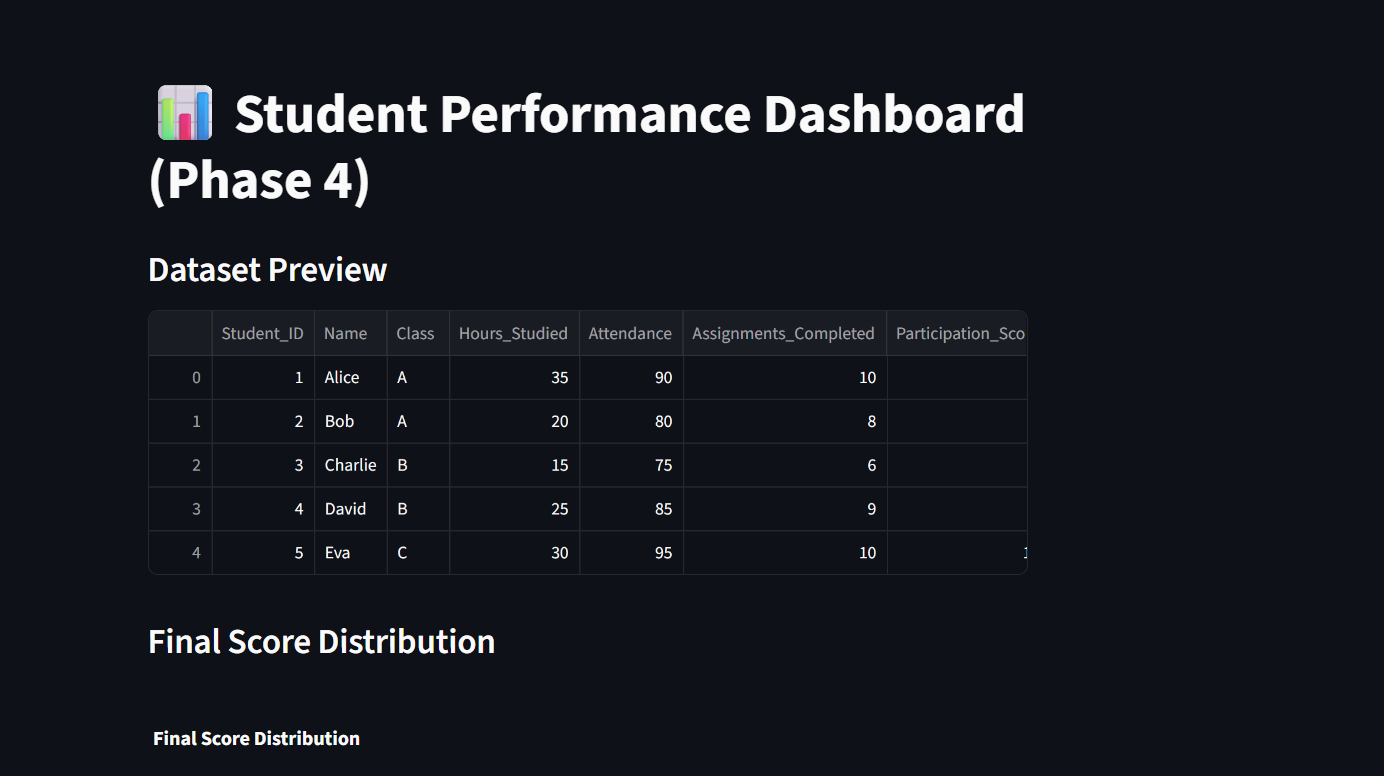 Student Performance Dashboard
(Phase 4)
Dataset Preview
Student_ID Name Class Hours_Studied Attendance Assignments_Completed
0 1 Alice A 35 90 10
1 2 Bob A 20 80 8
2 3 Charlie B 15 75 6
3 4 David B 25 85 9
4 5 Eva C 30 95 10
Final Score Distribution
Final Score Distribution